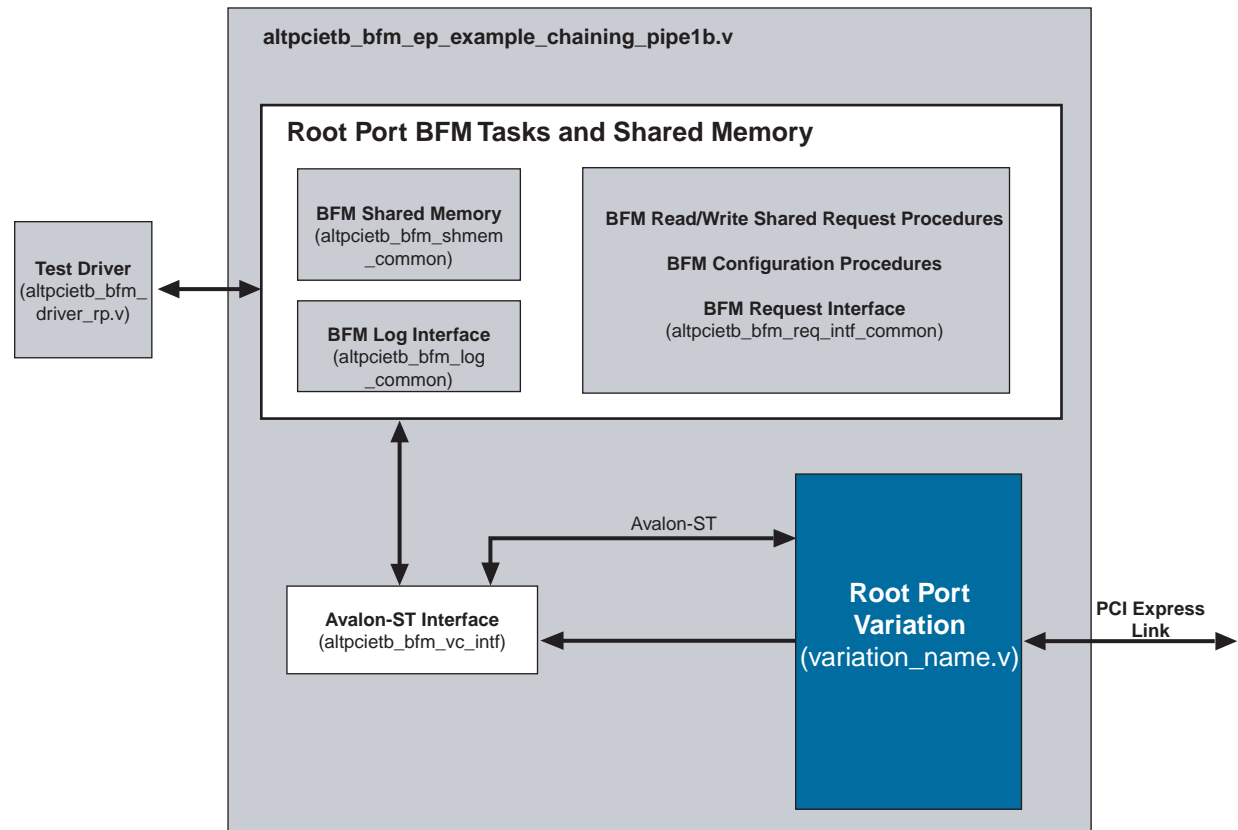 altpcietb_bfm_ep_example_chaining_pipe1b.v
Root Port BFM Tasks and Shared Memory
BFM Shared Memory
(altpcietb_bfm_shmem
_common)
BFM Read/Write Shared Request Procedures
BFM Configuration Procedures
BFM Request Interface
(altpcietb_bfm_req_intf_common)
Test Driver
(altpcietb_bfm_
driver_rp.v)
BFM Log Interface
(altpcietb_bfm_log
_common)
Avalon-ST
Avalon-ST Interface
(altpcietb_bfm_vc_intf)
Root Port
Variation
(variation_name.v)
PCI Express
Link